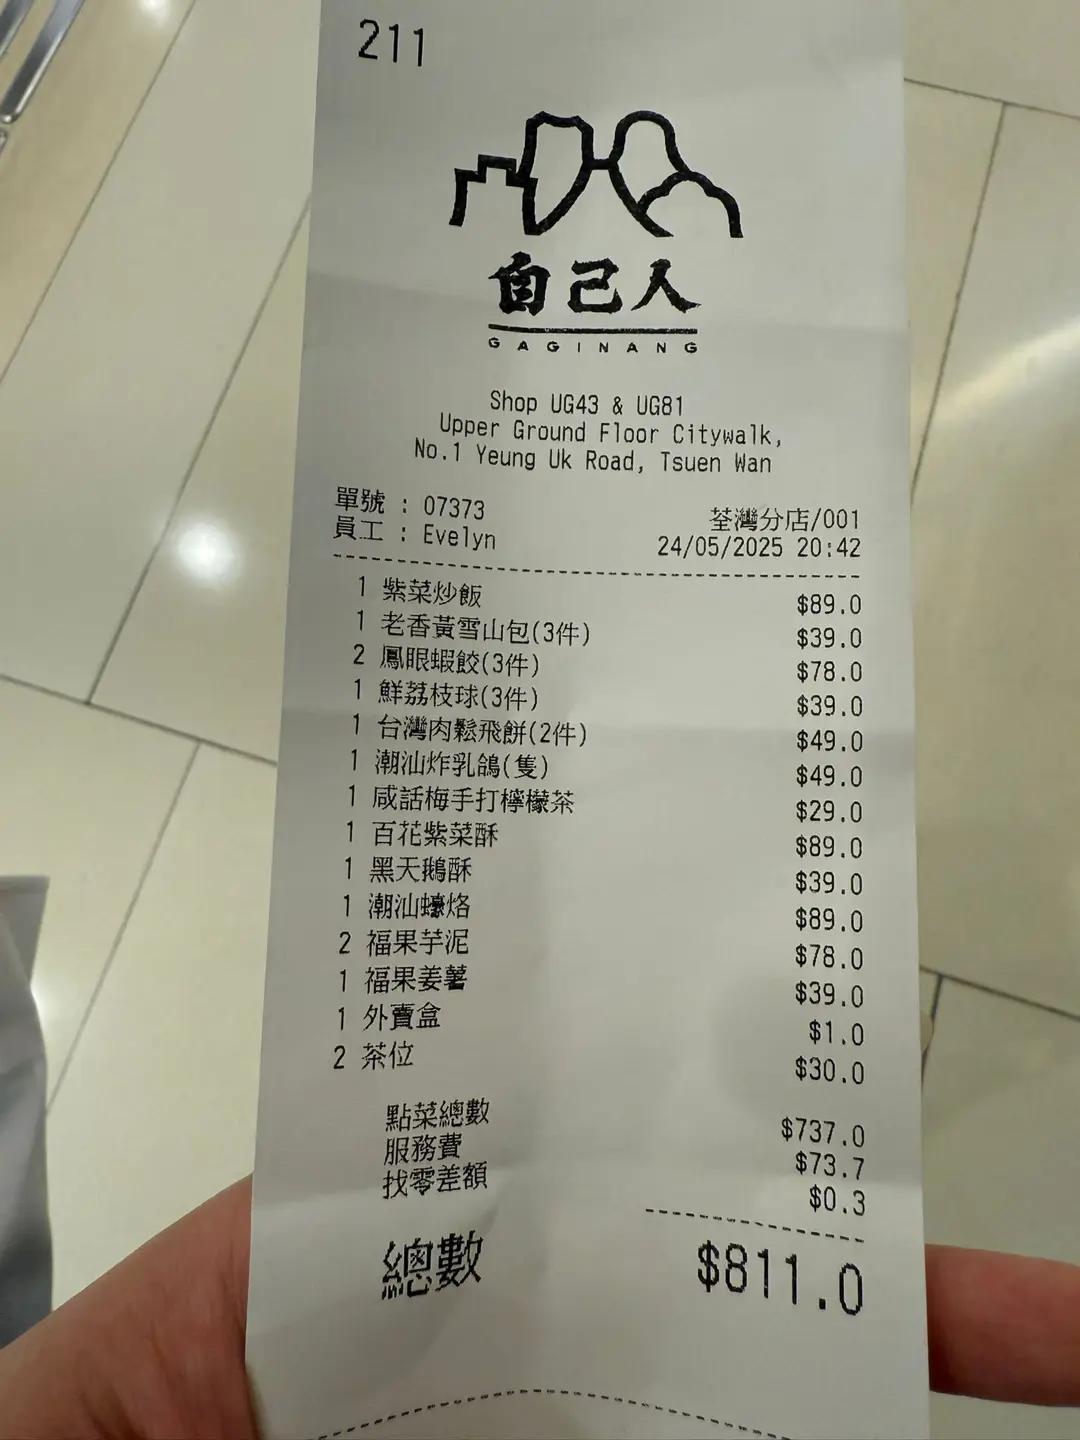 211
自己人
GAGINANG
Shop UG43 & UG81
Upper Ground Floor Citywalk,
No.1 Yeung Uk Road, Tsuen Wan
單號 : 07373 荃灣分店/001
員工 : Evelyn 24/05/2025 20:42
1 紫菜炒飯 $89.0
1 老香黃雪山包(3件) $39.0
2 鳳眼蝦餃(3件) $78.0
1 鮮荔枝球(3件) $39.0
1 台灣肉鬆飛餅(2件) $49.0
1 潮汕炸乳鴿(隻) $49.0
1 咸話梅手打檸檬茶 $29.0
1 百花紫菜酥 $89.0
1 黑天鵝酥 $39.0
1 潮汕蠔烙 $89.0
2 福果芋泥 $78.0
1 福果姜薯 $39.0
1 外賣盒 $1.0
2 茶位 $30.0
點菜總數 $737.0
服務費 $73.7
找零差額 $0.3
總數 $811.0